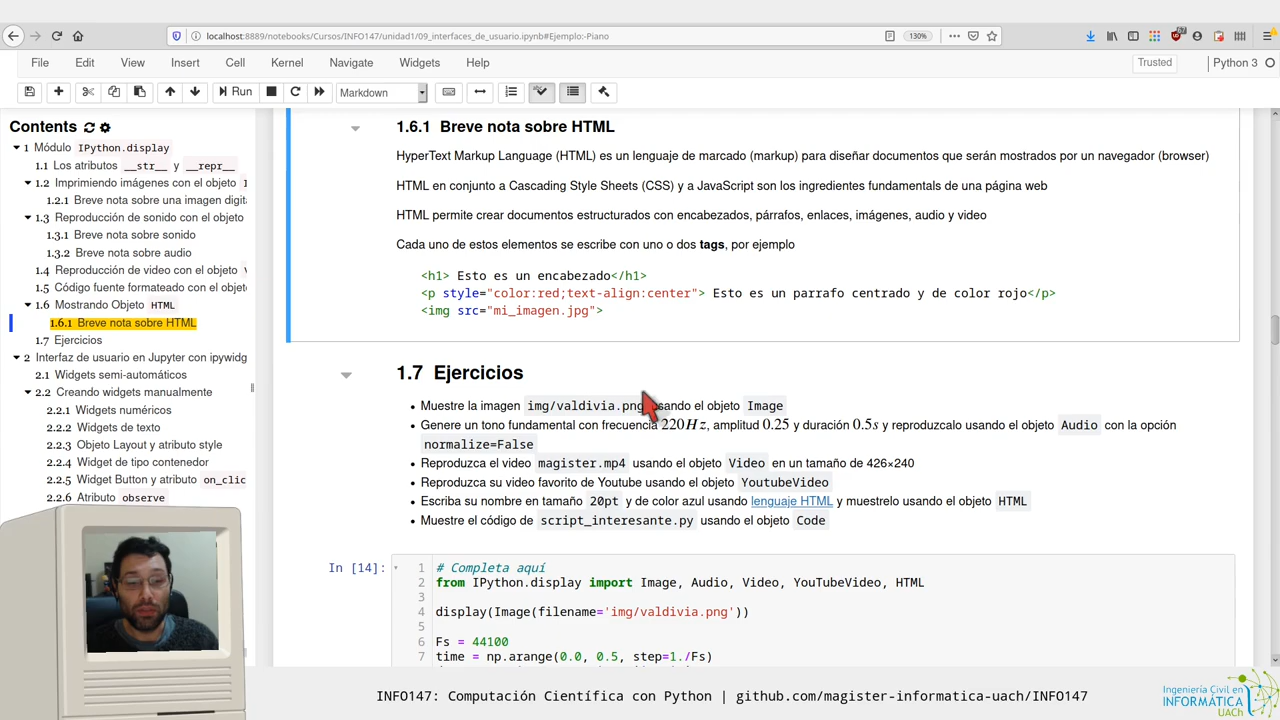 localhost:8889/notebooks/Cursos/INFO147/unidad1/09_interfaces_de_usuario.ipynb#Ejemplo:-Piano
130%
File Edit View Insert Cell Kernel Navigate Widgets Help
Trusted
Python 3
Run
Markdown
Contents
1 Módulo IPython.display
1.1 Los atributos __str__ y __repr__
1.2 Imprimiendo imágenes con el objeto I
1.2.1 Breve nota sobre una imagen digita
1.3 Reproducción de sonido con el objeto
1.3.1 Breve nota sobre sonido
1.3.2 Breve nota sobre audio
1.4 Reproducción de video con el objeto V
1.5 Código fuente formateado con el objeto
1.6 Mostrando Objeto HTML
1.6.1 Breve nota sobre HTML
1.7 Ejercicios
2 Interfaz de usuario en Jupyter con ipywidg
2.1 Widgets semi-automáticos
2.2 Creando widgets manualmente
2.2.1 Widgets numéricos
2.2.2 Widgets de texto
2.2.3 Objeto Layout y atributo style
2.2.4 Widget de tipo contenedor
2.2.5 Widget Button y atributo on_clic
2.2.6 Atributo observe
1.6.1 Breve nota sobre HTML
HyperText Markup Language (HTML) es un lenguaje de marcado (markup) para diseñar documentos que serán mostrados por un navegador (browser)
HTML en conjunto a Cascading Style Sheets (CSS) y a JavaScript son los ingredientes fundamentals de una página web
HTML permite crear documentos estructurados con encabezados, párrafos, enlaces, imágenes, audio y video
Cada uno de estos elementos se escribe con uno o dos tags, por ejemplo
<h1> Esto es un encabezado</h1>
<p style="color:red;text-align:center"> Esto es un parrafo centrado y de color rojo</p>
<img src="mi_imagen.jpg">
1.7 Ejercicios
• Muestre la imagen img/valdivia.png usando el objeto Image
• Genere un tono fundamental con frecuencia 220Hz, amplitud 0.25 y duración 0.5s y reproduzcalo usando el objeto Audio con la opción
normalize=False
• Reproduzca el video magister.mp4 usando el objeto Video en un tamaño de 426×240
• Reproduzca su video favorito de Youtube usando el objeto YoutubeVideo
• Escriba su nombre en tamaño 20pt y de color azul usando lenguaje HTML y muestrelo usando el objeto HTML
• Muestre el código de script_interesante.py usando el objeto Code
In [14]:
1 # Completa aquí
2 from IPython.display import Image, Audio, Video, YouTubeVideo, HTML
3
4 display(Image(filename='img/valdivia.png'))
5
6 Fs = 44100
7 time = np.arange(0.0, 0.5, step=1./Fs)
INFO147: Computación Científica con Python | github.com/magister-informatica-uach/INFO147
Ingeniería Civil en
INFORMÁTICA
UACh